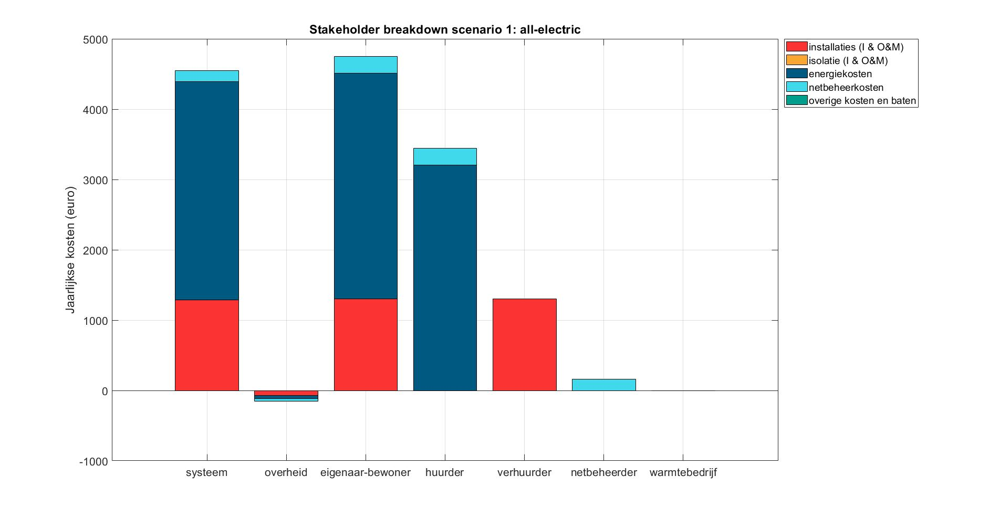 Stakeholder breakdown scenario 1: all-electric
5000
4000
3000
2000
1000
0
-1000
Jaarlijkse kosten (euro)
systeem
overheid
eigenaar-bewoner
huurder
verhuurder
netbeheerder
warmtebedrijf
installaties (I & O&M)
isolatie (I & O&M)
energiekosten
netbeheerkosten
overige kosten en baten